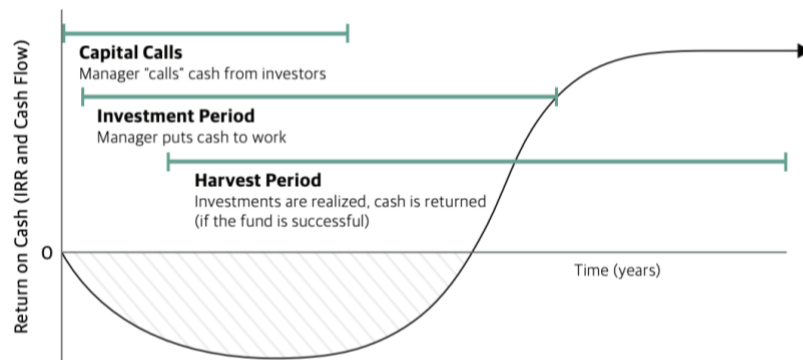 Return on Cash (IRR and Cash Flow)
Capital Calls
Manager "calls" cash from investors
Investment Period
Manager puts cash to work
Harvest Period
Investments are realized, cash is returned
(if the fund is successful)
0
Time (years)